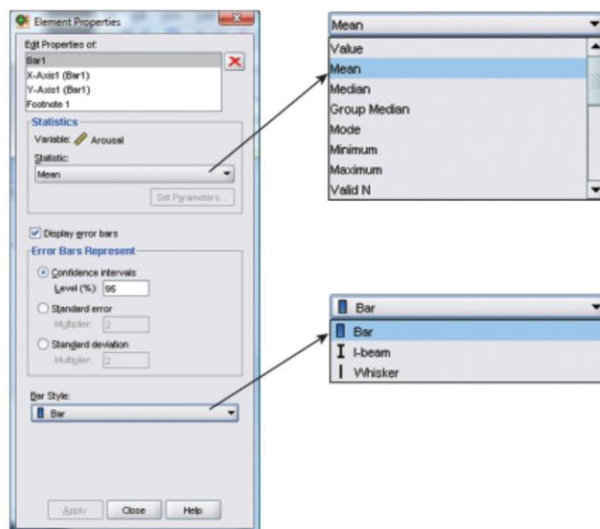 Element Properties
Edit Properties of:
Bar1
X-Axis1 (Bar1)
Y-Axis1 (Bar1)
Footnote 1
Statistics
Variable: Arousal
Statistic:
Mean
Set Parameters...
Display error bars
Error Bars Represent
Confidence intervals
Level (%): 95
Standard error
Multiplier: 2
Standard deviation
Multiplier: 2
Bar Style:
Bar
Apply Close Help
Mean
Value
Mean
Median
Group Median
Mode
Minimum
Maximum
Valid N
Bar
Bar
I-beam
Whisker